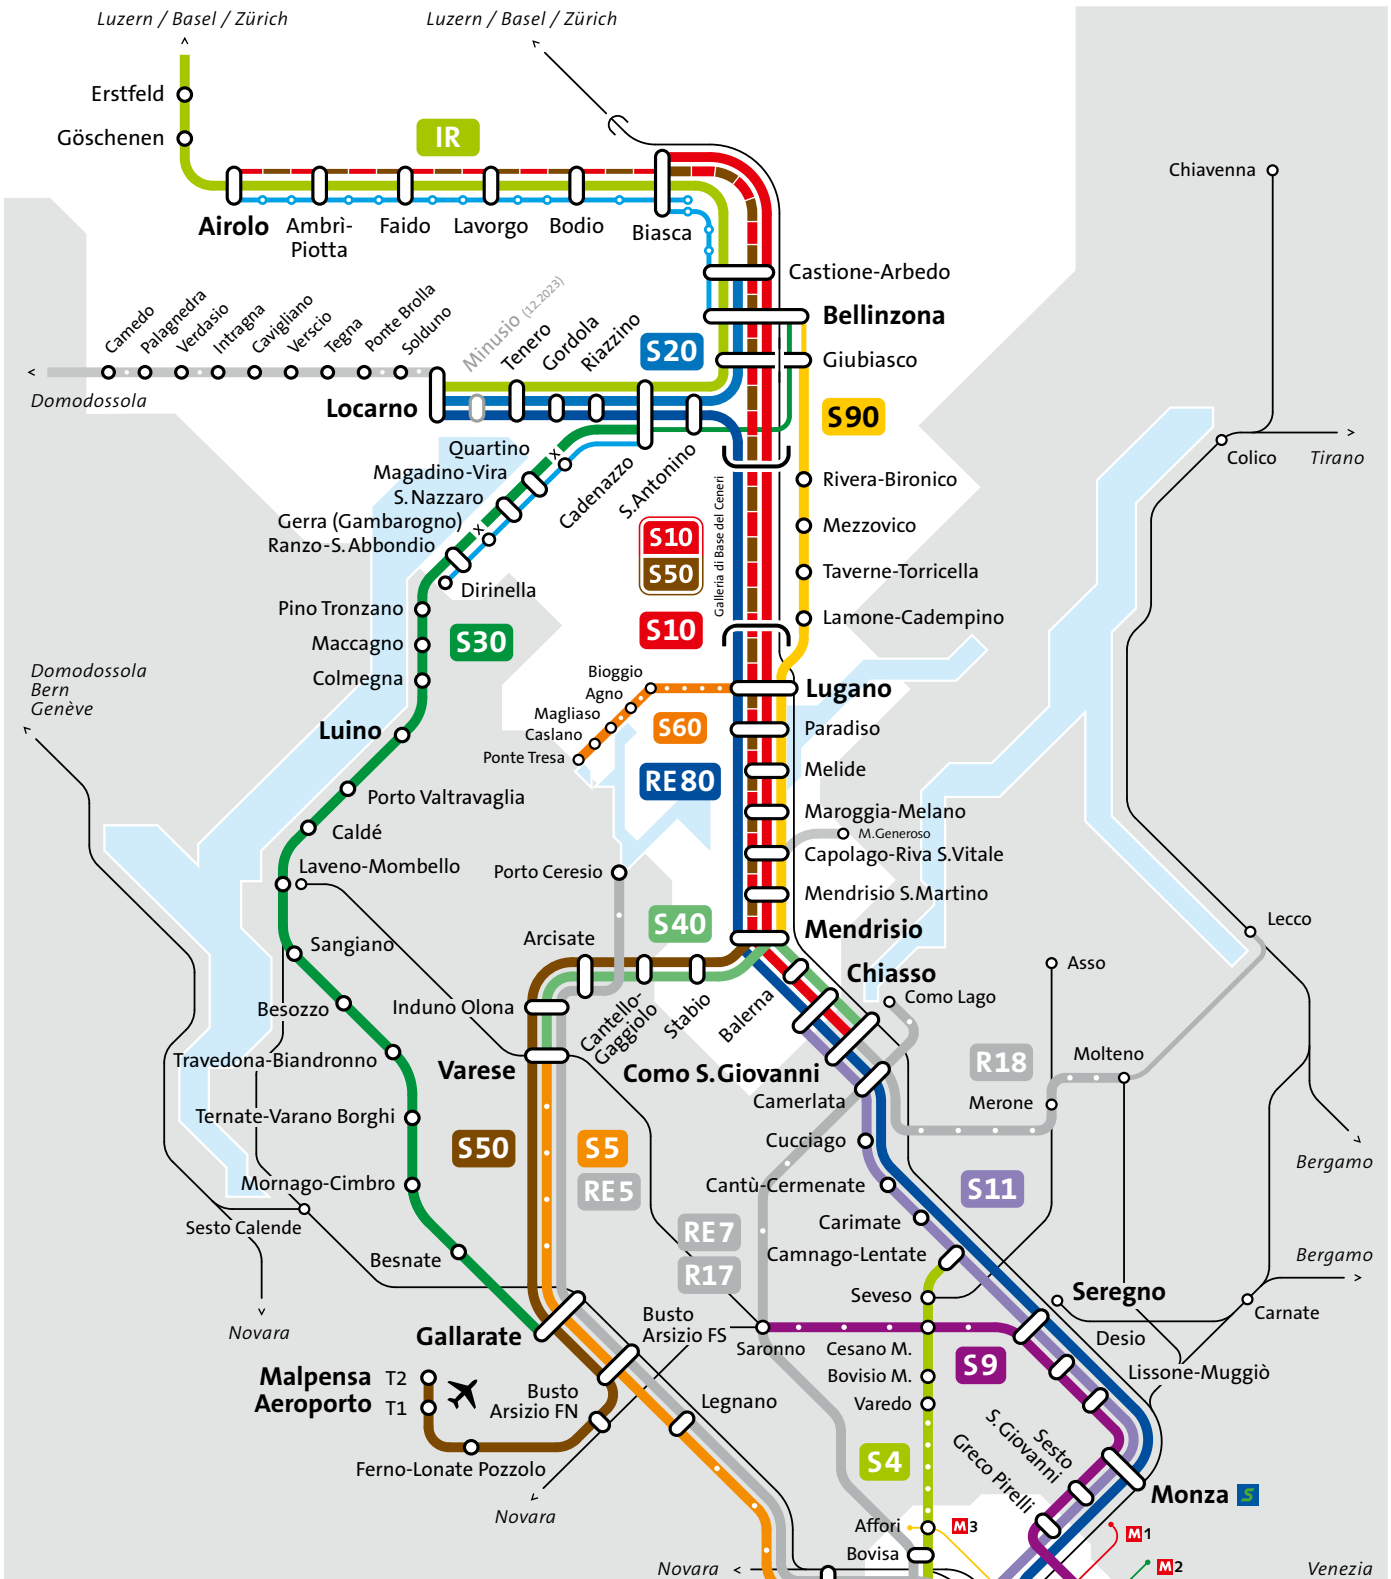 Luzern / Basel / Zürich
Luzern / Basel / Zürich
Erstfeld
Göschenen
IR
Chiavenna
Airolo
Ambrì-
Piotta
Faido
Lavorgo
Bodio
Biasca
Castione-Arbedo
Bellinzona
Giubiasco
Camedo
Palagnedra
Verdasio
Intragna
Cavigliano
Verscio
Tegna
Ponte Brolla
Solduno
Minusio (12.2023)
Tenero
Gordola
Riazzino
S20
Domodossola
Locarno
S90
Quartino
Magadino-Vira
S. Nazzaro
Gerra (Gambarogno)
Ranzo-S. Abbondio
Dirinella
Cadenazzo
S. Antonino
Galleria di Base del Ceneri
Colico
Tirano
Rivera-Bironico
Mezzovico
Taverne-Torricella
Lamone-Cadempino
S10
S50
S10
Pino Tronzano
Maccagno
Colmegna
S30
Luino
Domodossola
Bern
Genève
Bioggio
Agno
Magliaso
Caslano
Ponte Tresa
S60
RE80
Lugano
Paradiso
Melide
Maroggia-Melano
M.Generoso
Capolago-Riva S.Vitale
Mendrisio S.Martino
Mendrisio
Porto Valtravaglia
Caldé
Laveno-Mombello
Porto Ceresio
S40
Arcisate
Sangiano
Besozzo
Induno Olona
Cantello-
Gaggiolo
Stabio
Balerna
Chiasso
Como Lago
Asso
Lecco
Travedona-Biandronno
Varese
Como S. Giovanni
Camerlata
R18
Molteno
Merone
Ternate-Varano Borghi
S50
S5
RE5
Cucciago
Cantù-Cermenate
S11
Bergamo
Mornago-Cimbro
Sesto Calende
Carimate
RE7
R17
Camnago-Lentate
Besnate
Bergamo
Seveso
Seregno
Carnate
Novara
Gallarate
Busto
Arsizio FS
Saronno
Cesano M.
Desio
S9
Lissone-Muggiò
Malpensa
Aeroporto
T2
T1
Busto
Arsizio FN
Legnano
Bovisio M.
Varedo
Ferno-Lonate Pozzolo
S4
Sesto
S. Giovanni
Greco Pirelli
Monza S
Novara
Affori
M 3
M 1
Bovisa
M 2
Novara
Venezia